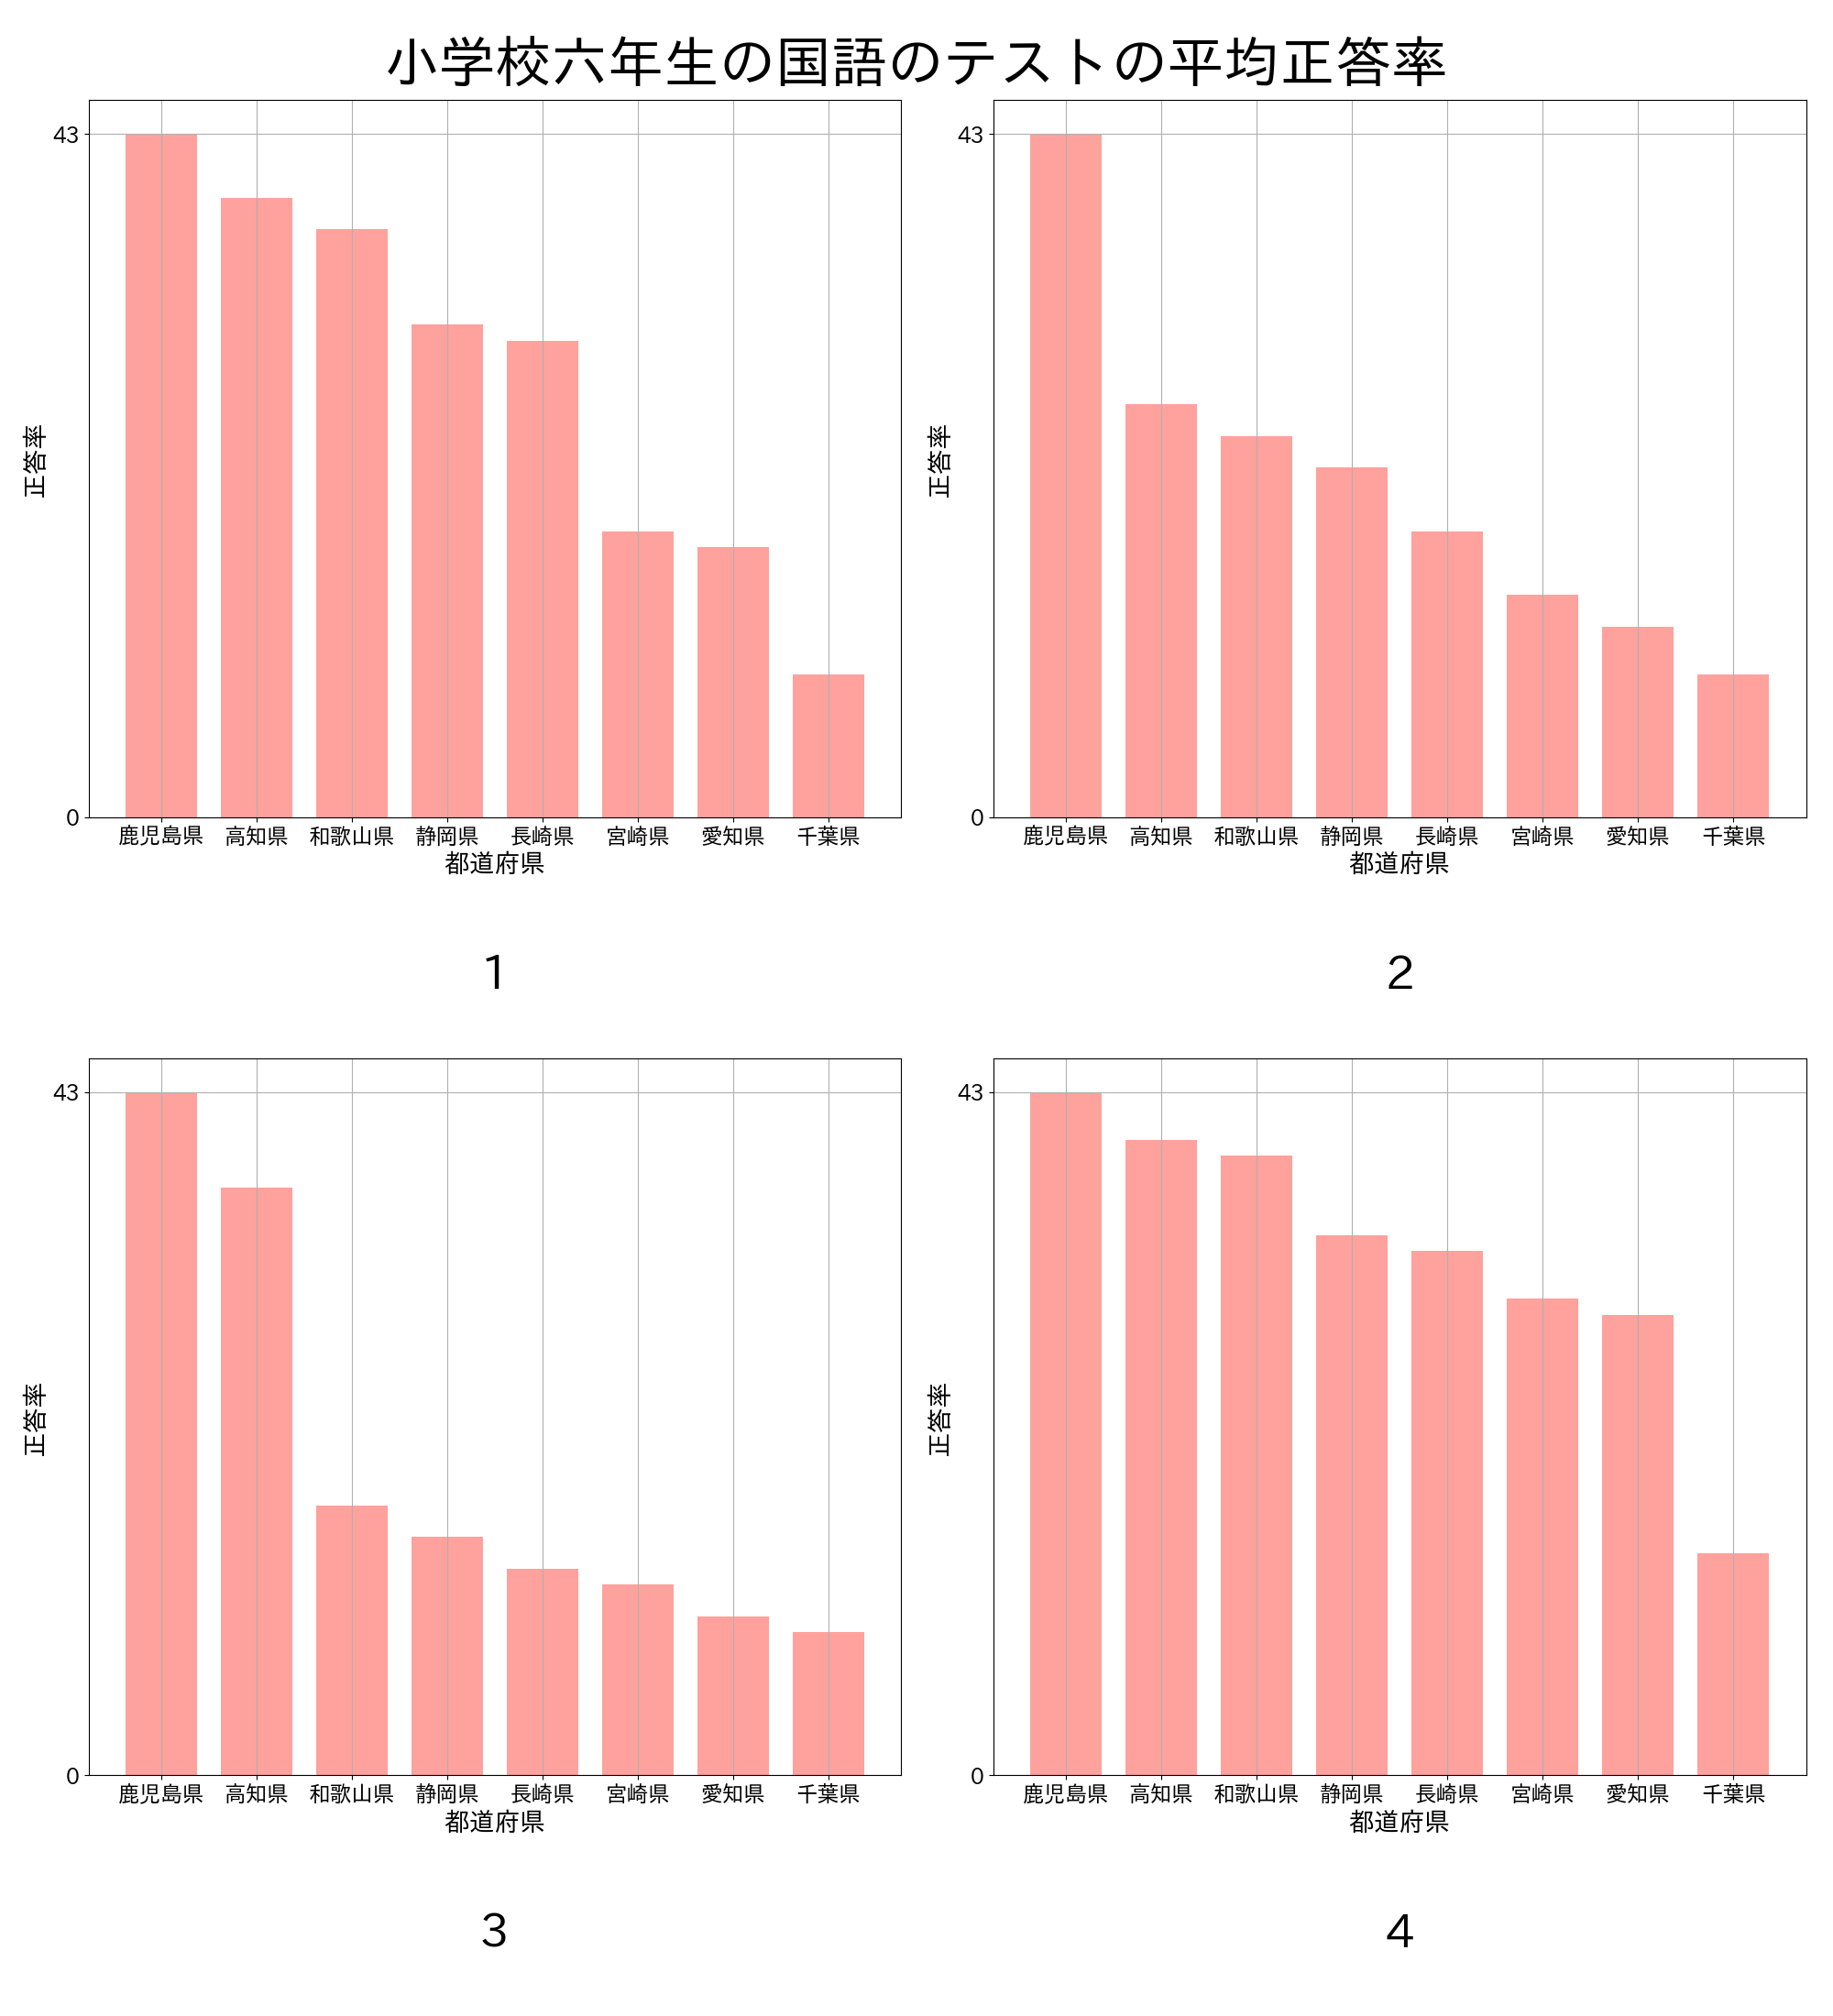 小学校六年生の国語のテストの平均正答率
43
0
正答率
鹿児島県 高知県 和歌山県 静岡県 長崎県 宮崎県 愛知県 千葉県
都道府県
1
43
0
正答率
鹿児島県 高知県 和歌山県 静岡県 長崎県 宮崎県 愛知県 千葉県
都道府県
2
43
0
正答率
鹿児島県 高知県 和歌山県 静岡県 長崎県 宮崎県 愛知県 千葉県
都道府県
3
43
0
正答率
鹿児島県 高知県 和歌山県 静岡県 長崎県 宮崎県 愛知県 千葉県
都道府県
4